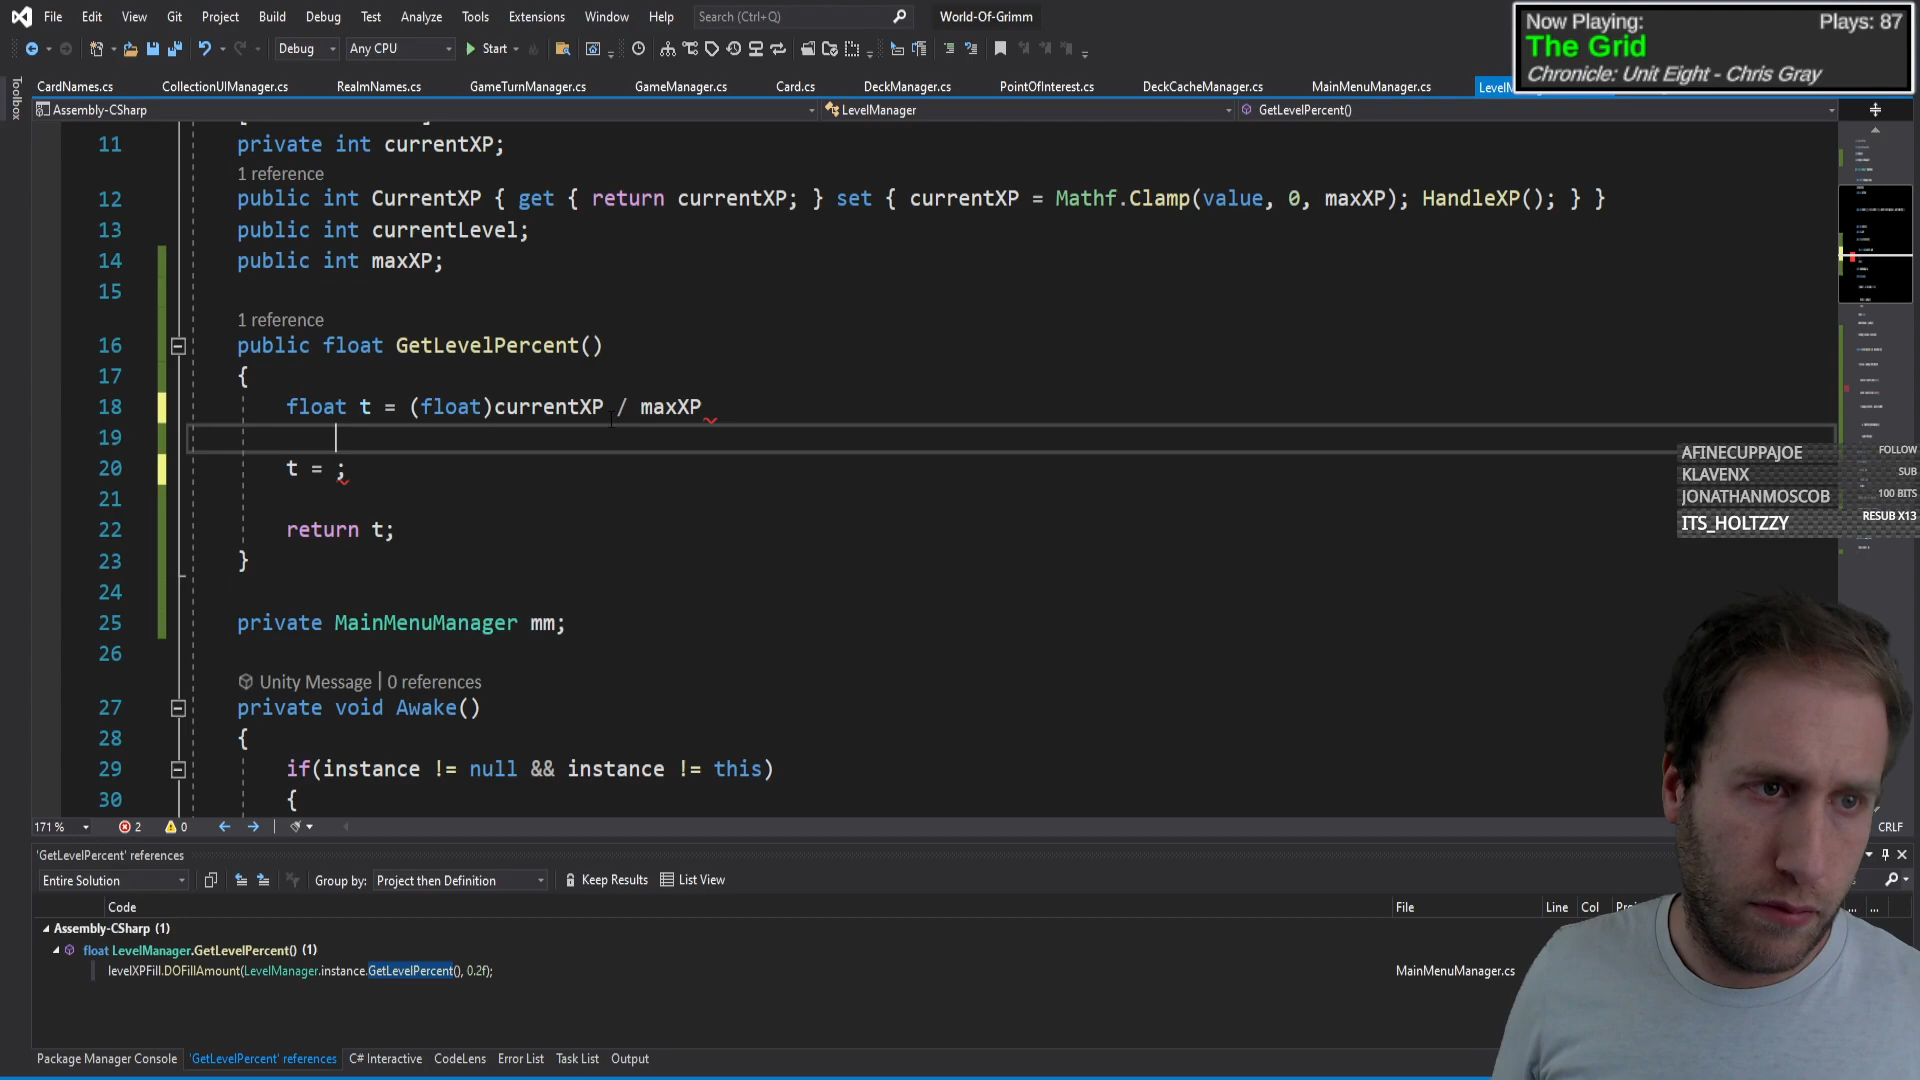 File Edit View Git Project Build Debug Test Analyze Tools Extensions Window Help Search (Ctrl+Q) World-Of-Grimm
Now Playing: Plays: 87
The Grid
Chronicle: Unit Eight - Chris Gray
Debug Any CPU Start
Toolbox
CardNames.cs CollectionUIManager.cs RealmNames.cs GameTurnManager.cs GameManager.cs Card.cs DeckManager.cs PointOfInterest.cs DeckCacheManager.cs MainMenuManager.cs
Assembly-CSharp LevelManager GetLevelPercent()
11 private int currentXP;
1 reference
12 public int CurrentXP { get { return currentXP; } set { currentXP = Mathf.Clamp(value, 0, maxXP); HandleXP(); } }
13 public int currentLevel;
14 public int maxXP;
15
1 reference
16 public float GetLevelPercent()
17 {
18 float t = (float)currentXP / maxXP
19
20 t = ;
21
22 return t;
23 }
24
25 private MainMenuManager mm;
26
Unity Message | 0 references
27 private void Awake()
28 {
29 if(instance != null && instance != this)
30 {
AFINECUPPAJOE FOLLOW
KLAVENX SUB
JONATHANMOSCOB 100 BITS
ITS_HOLTZZY RESUB X13
171 % 2 0 CRLF
'GetLevelPercent' references
Entire Solution Group by: Project then Definition Keep Results List View
Code File Line Col
Assembly-CSharp (1)
float LevelManager.GetLevelPercent() (1)
levelXPFill.DOFillAmount(LevelManager.instance.GetLevelPercent(), 0.2f); MainMenuManager.cs
Package Manager Console 'GetLevelPercent' references C# Interactive CodeLens Error List Task List Output